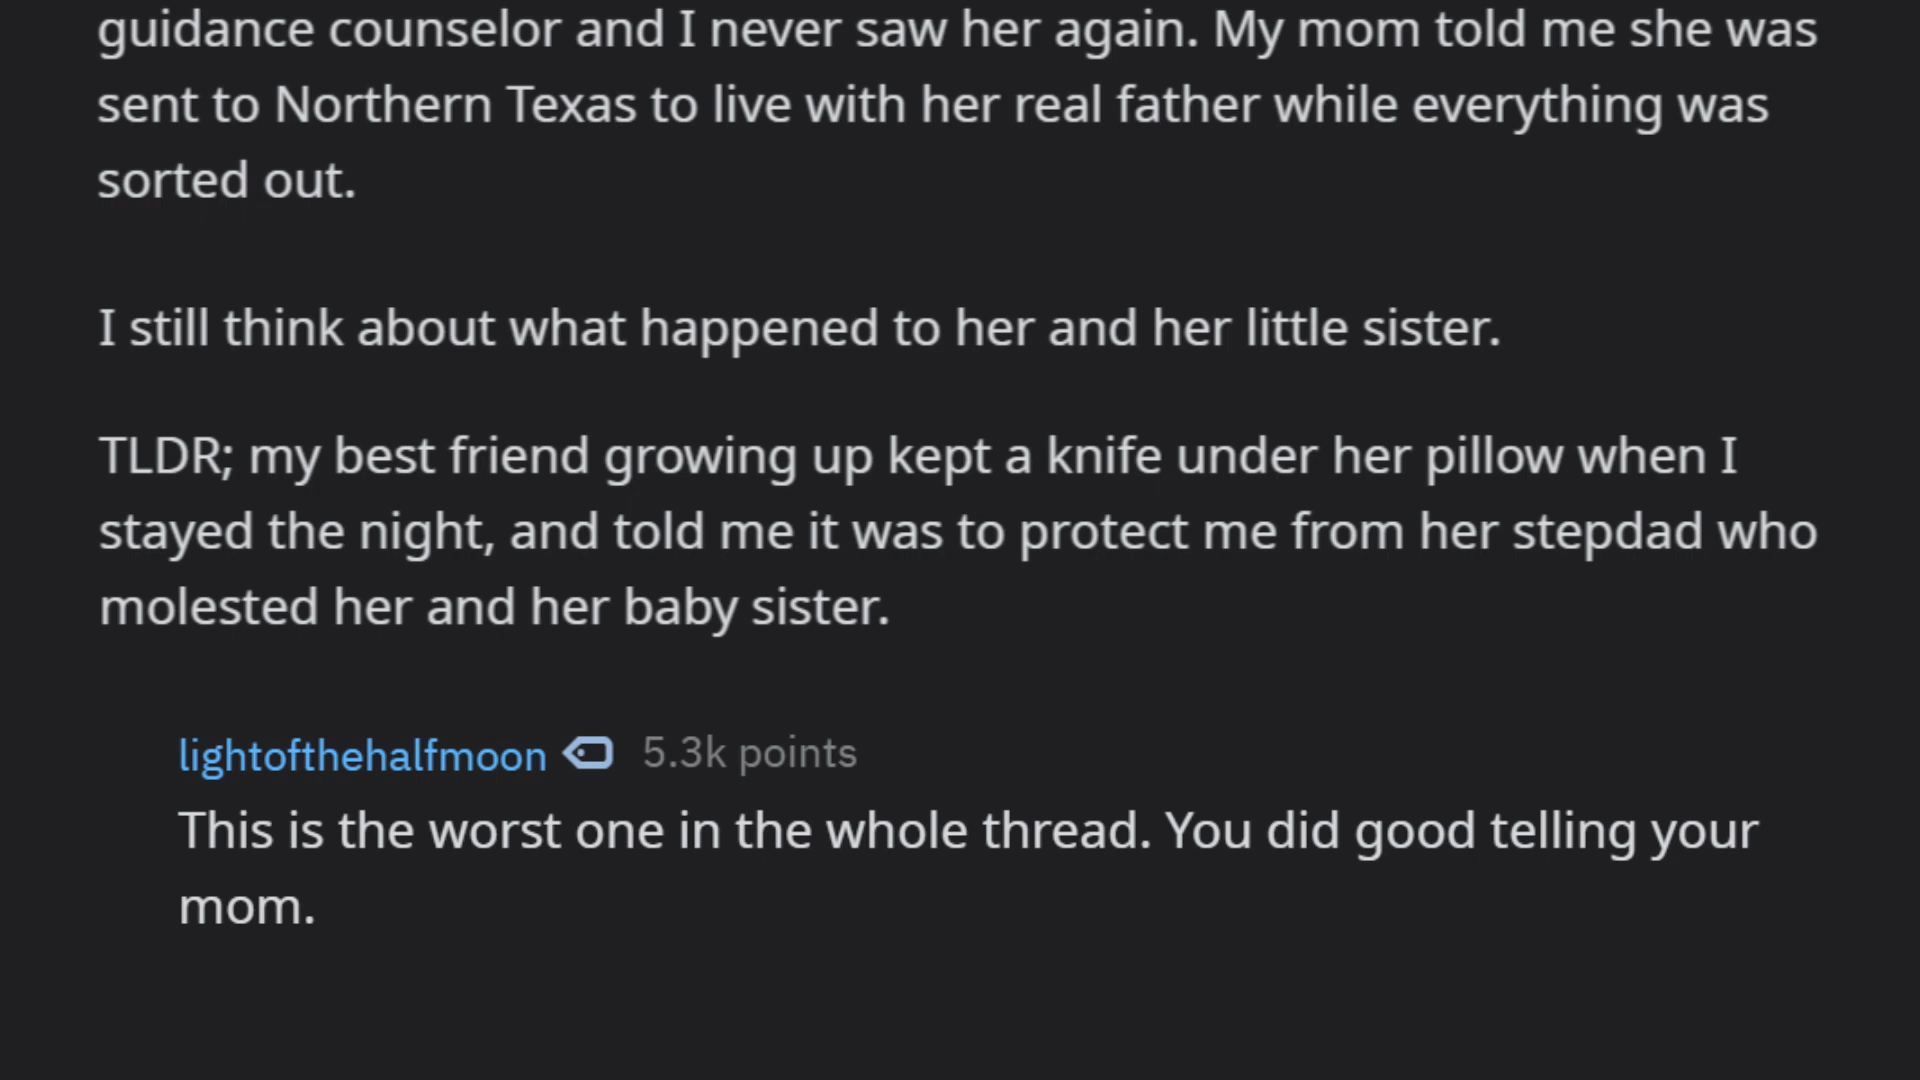 guidance counselor and I never saw her again. My mom told me she was
sent to Northern Texas to live with her real father while everything was
sorted out.
I still think about what happened to her and her little sister.
TLDR; my best friend growing up kept a knife under her pillow when I
stayed the night, and told me it was to protect me from her stepdad who
molested her and her baby sister.
lightofthehalfmoon 5.3k points
This is the worst one in the whole thread. You did good telling your
mom.